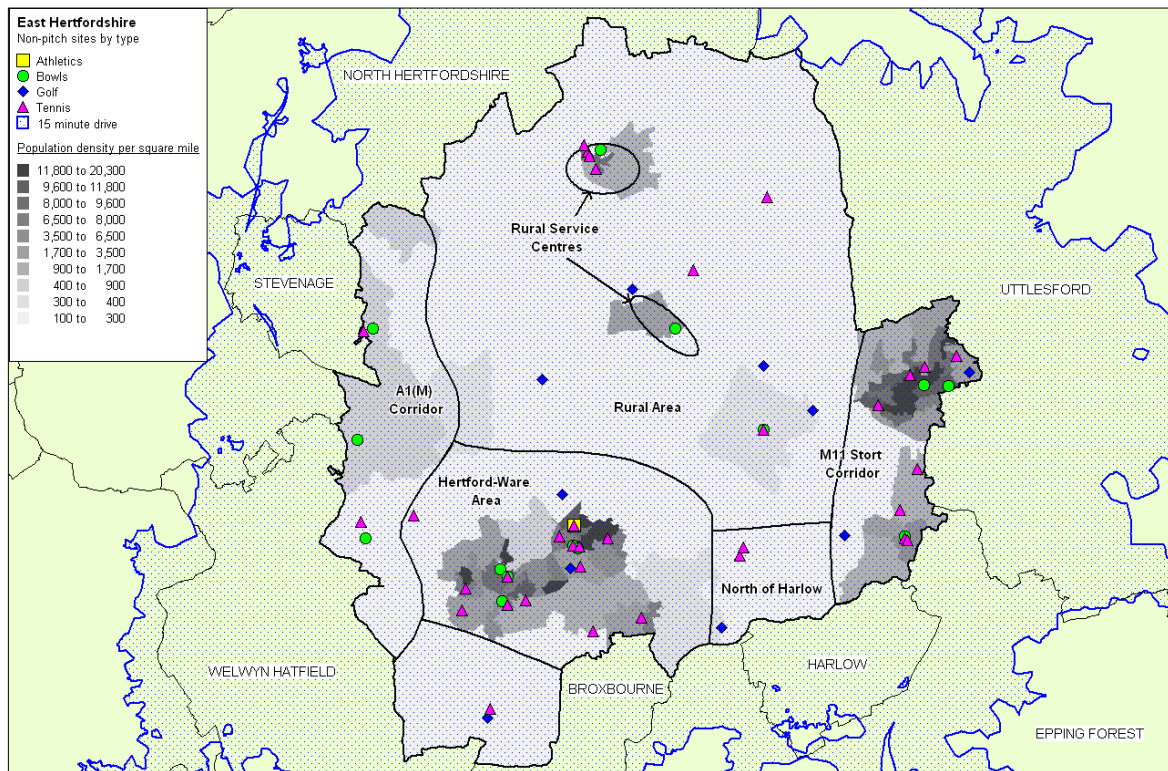 East Hertfordshire
Non-pitch sites by type
Athletics
Bowls
Golf
Tennis
15 minute drive
Population density per square mile
11,800 to 20,300
9,600 to 11,800
8,000 to 9,600
6,500 to 8,000
3,500 to 6,500
1,700 to 3,500
900 to 1,700
400 to 900
300 to 400
100 to 300
NORTH HERTFORDSHIRE
Rural Service
Centres
STEVENAGE
UTTLESFORD
A1(M)
Corridor
Rural Area
M11 Stort
Corridor
Hertford-Ware
Area
North of Harlow
WELWYN HATFIELD
BROXBOURNE
HARLOW
EPPING FOREST